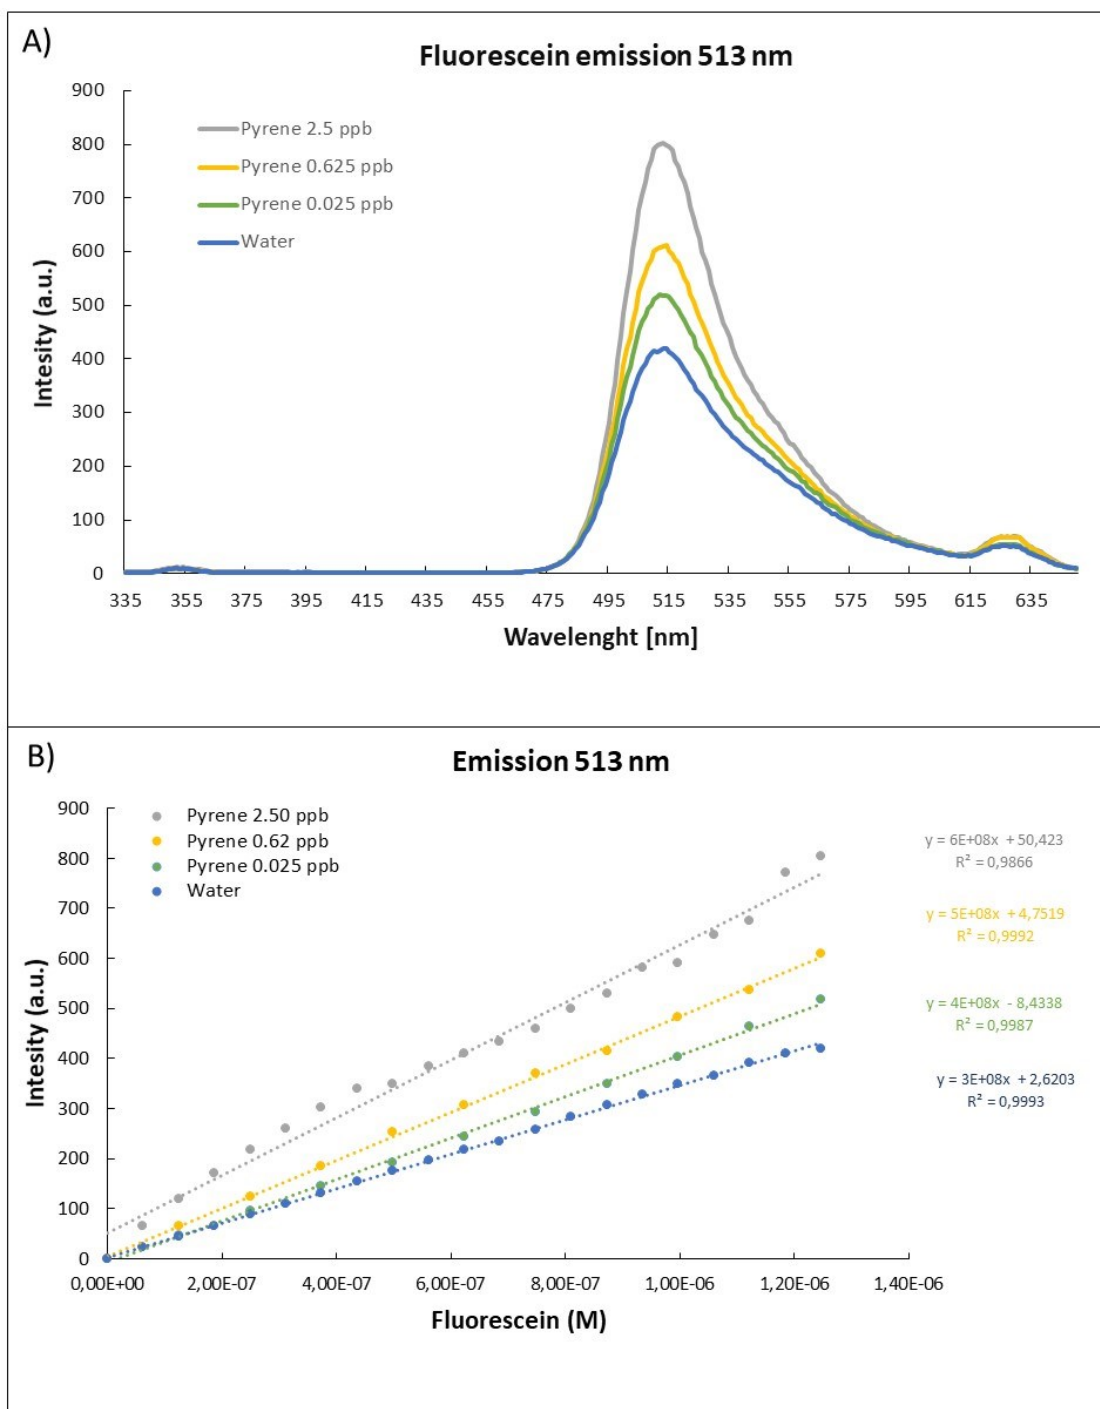 A)
Fluorescein emission 513 nm
900
800
700
600
500
400
300
200
100
0
Intesity (a.u.)
Pyrene 2.5 ppb
Pyrene 0.625 ppb
Pyrene 0.025 ppb
Water
335 355 375 395 415 435 455 475 495 515 535 555 575 595 615 635
Wavelenght [nm]
B)
Emission 513 nm
900
800
700
600
500
400
300
200
100
0
Intesity (a.u.)
Pyrene 2.50 ppb
Pyrene 0.62 ppb
Pyrene 0.025 ppb
Water
y = 6E+08x + 50,423
R² = 0,9866
y = 5E+08x + 4,7519
R² = 0,9992
y = 4E+08x - 8,4338
R² = 0,9987
y = 3E+08x + 2,6203
R² = 0,9993
0,00E+00 2,00E-07 4,00E-07 6,00E-07 8,00E-07 1,00E-06 1,20E-06 1,40E-06
Fluorescein (M)